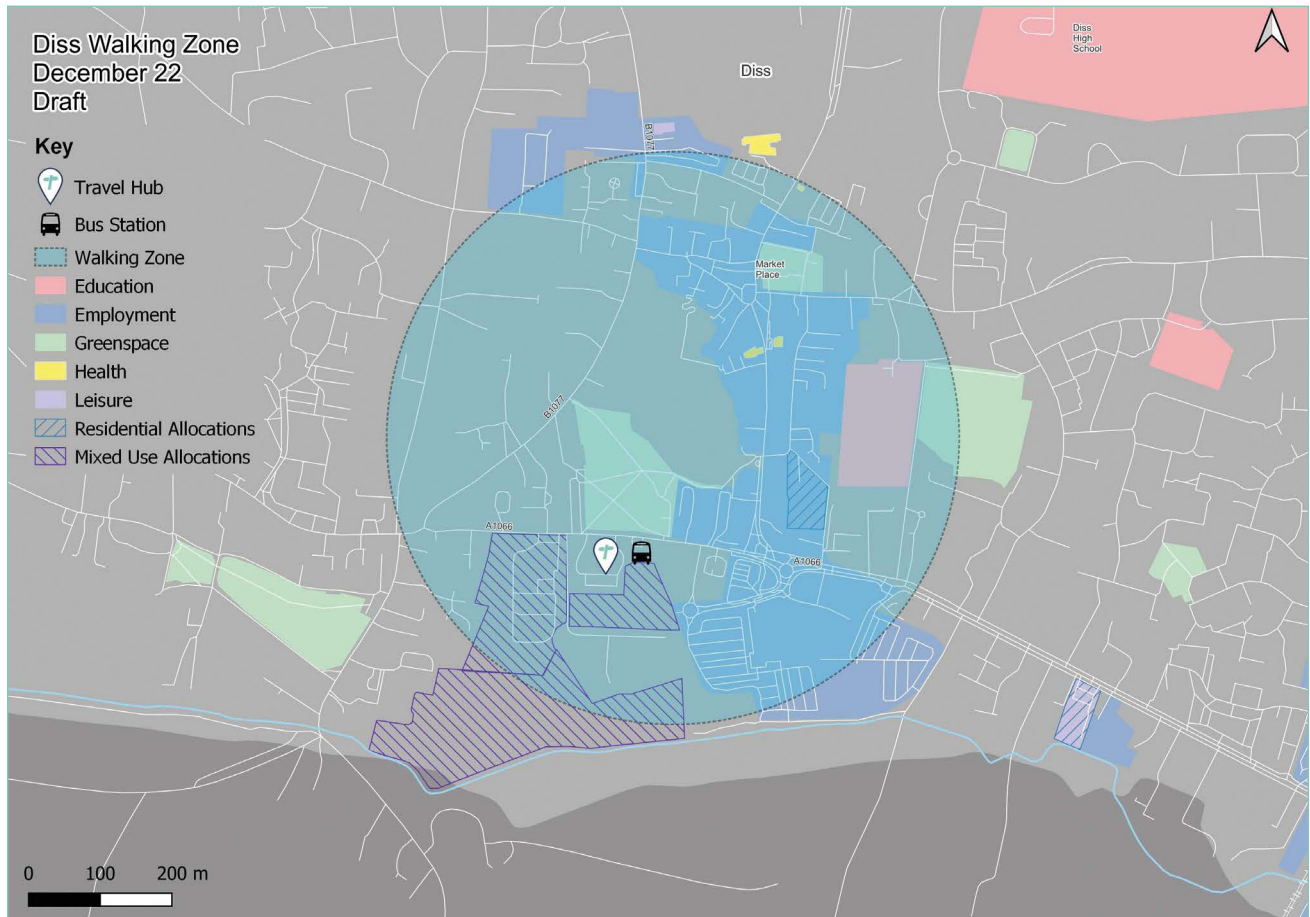 Diss Walking Zone
December 22
Draft
Key
Travel Hub
Bus Station
Walking Zone
Education
Employment
Greenspace
Health
Leisure
Residential Allocations
Mixed Use Allocations
Diss
High
School
Diss
B1077
Market
Place
B1077
A1066
A1066
0 100 200 m